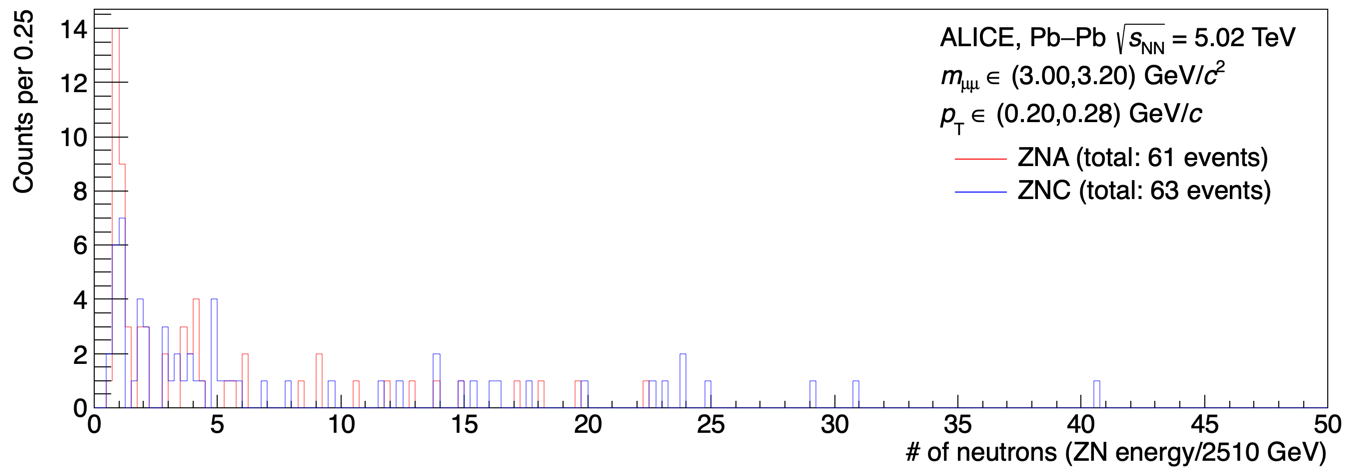 Counts per 0.25
14
12
10
8
6
4
2
0
ALICE, Pb–Pb √sNN = 5.02 TeV
mμμ ∈ (3.00,3.20) GeV/c²
pT ∈ (0.20,0.28) GeV/c
ZNA (total: 61 events)
ZNC (total: 63 events)
0 5 10 15 20 25 30 35 40 45 50
# of neutrons (ZN energy/2510 GeV)